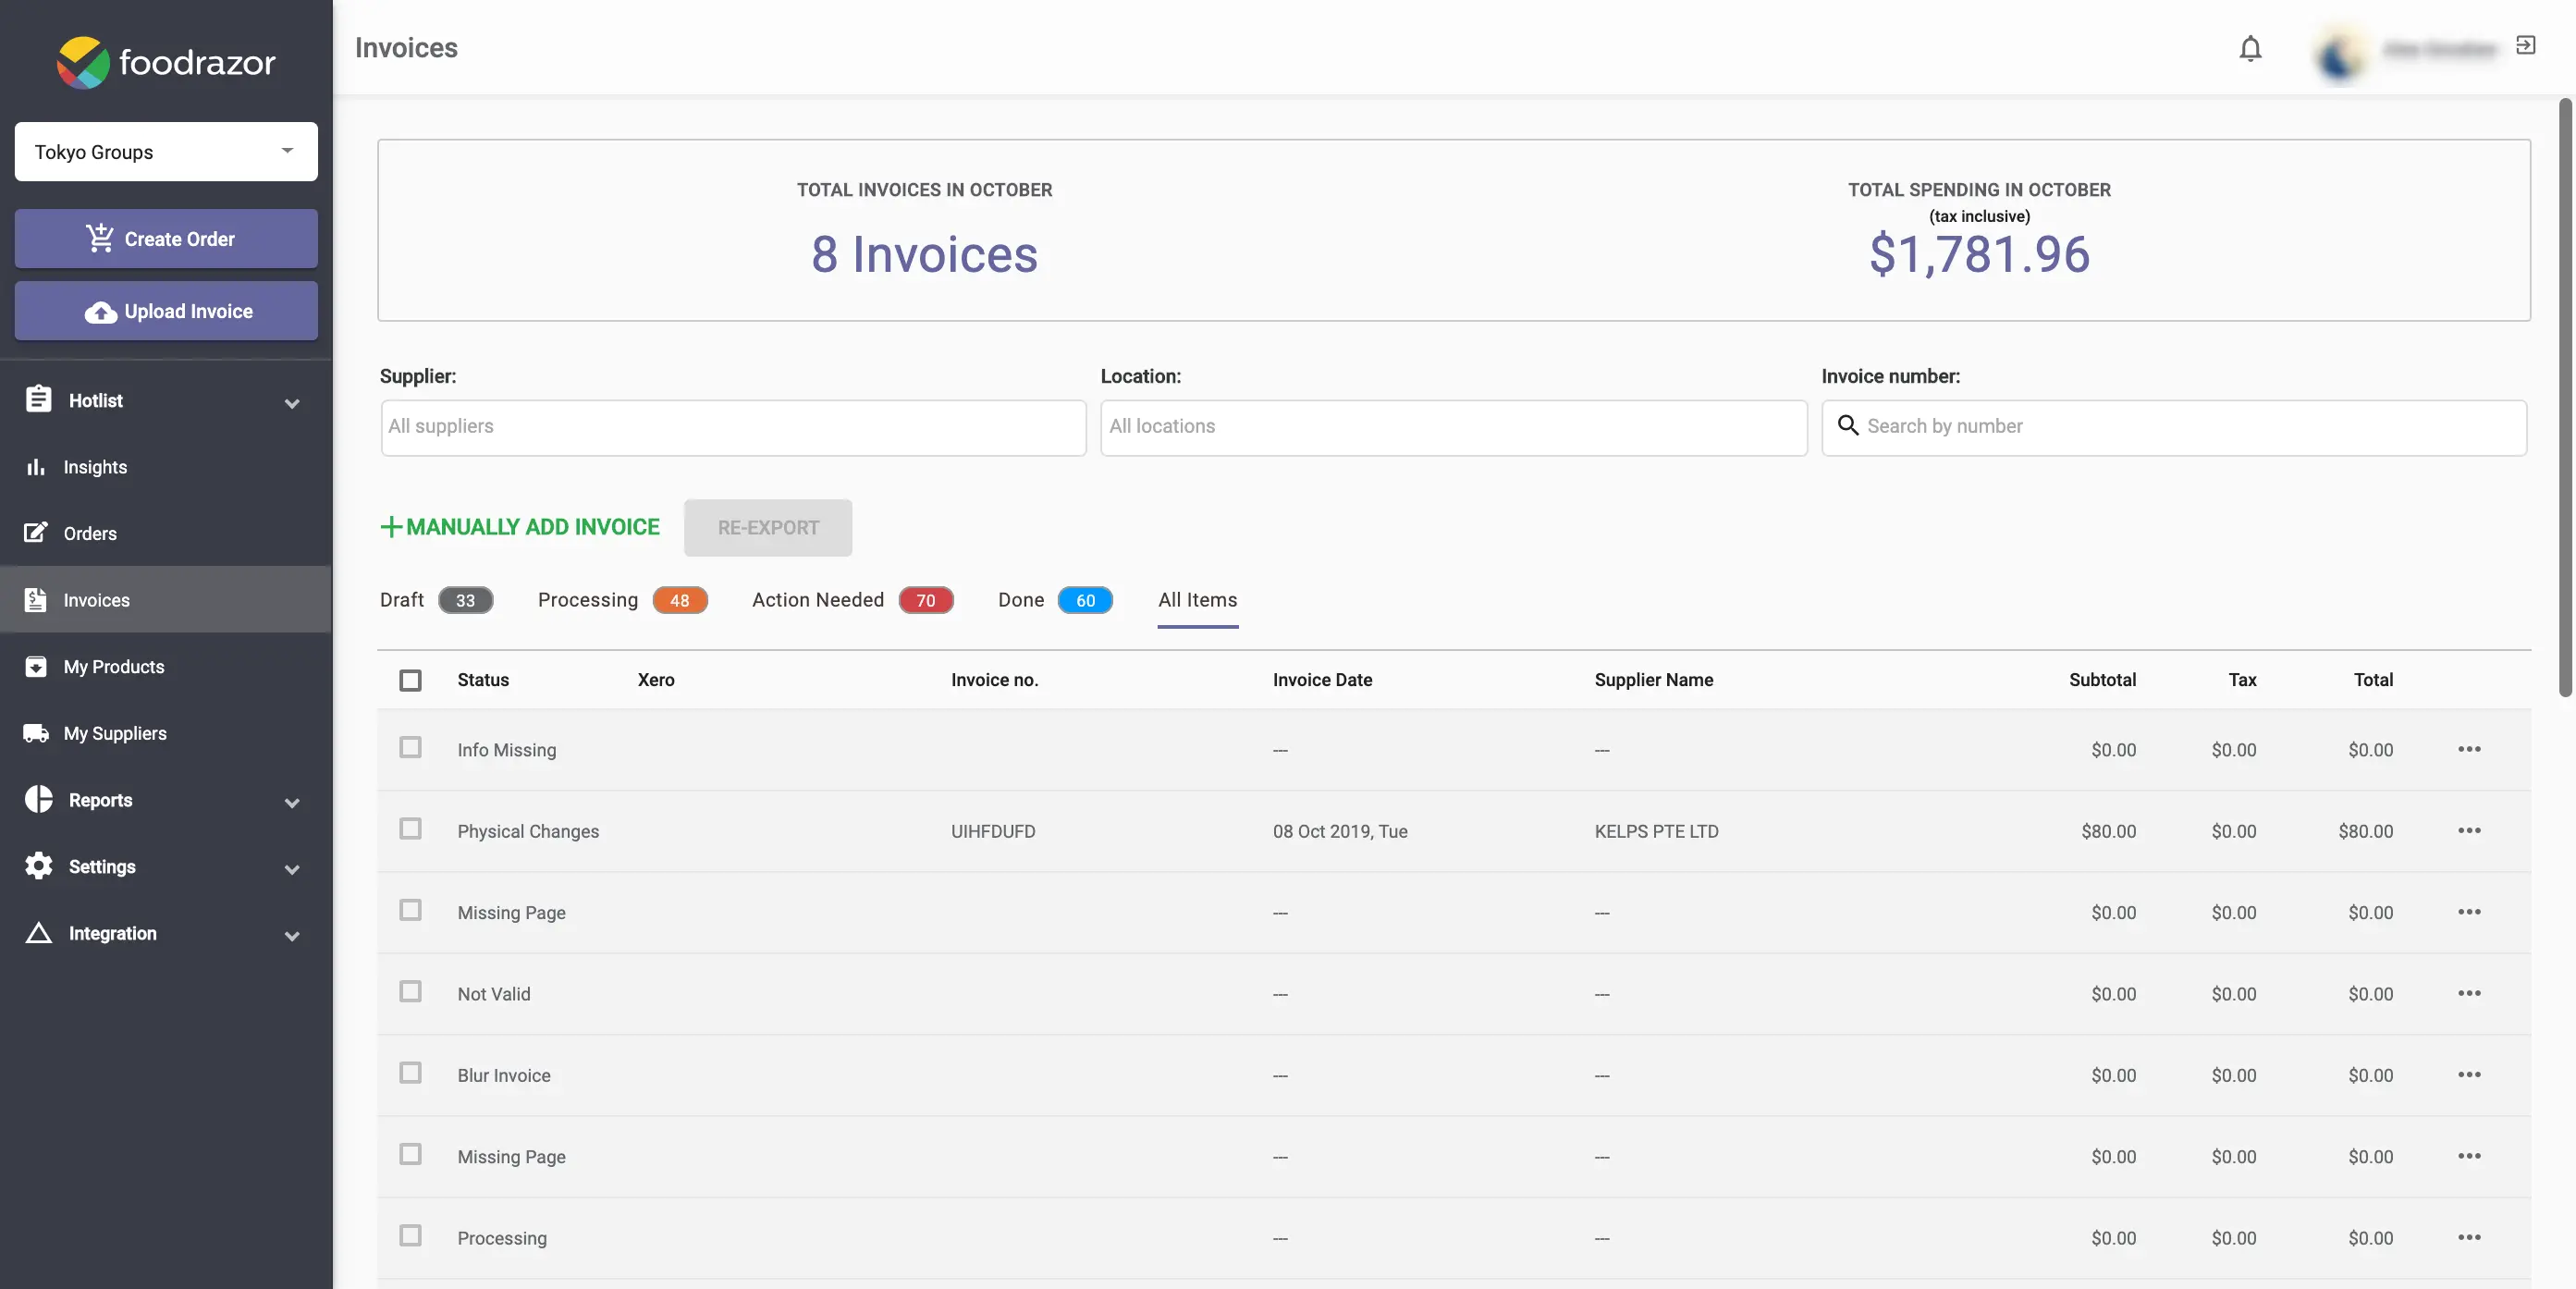 foodrazor
Invoices
Tokyo Groups
Create Order
Upload Invoice
Hotlist
Insights
Orders
Invoices
My Products
My Suppliers
Reports
Settings
Integration
TOTAL INVOICES IN OCTOBER
8 Invoices
TOTAL SPENDING IN OCTOBER
(tax inclusive)
$1,781.96
Supplier:
All suppliers
Location:
All locations
Invoice number:
Search by number
MANUALLY ADD INVOICE
RE-EXPORT
Draft 33 Processing 48 Action Needed 70 Done 60 All Items
Status Xero Invoice no. Invoice Date Supplier Name Subtotal Tax Total
Info Missing --- --- $0.00 $0.00 $0.00
Physical Changes UIHFDUFD 08 Oct 2019, Tue KELPS PTE LTD $80.00 $0.00 $80.00
Missing Page --- --- $0.00 $0.00 $0.00
Not Valid --- --- $0.00 $0.00 $0.00
Blur Invoice --- --- $0.00 $0.00 $0.00
Missing Page --- --- $0.00 $0.00 $0.00
Processing --- --- $0.00 $0.00 $0.00